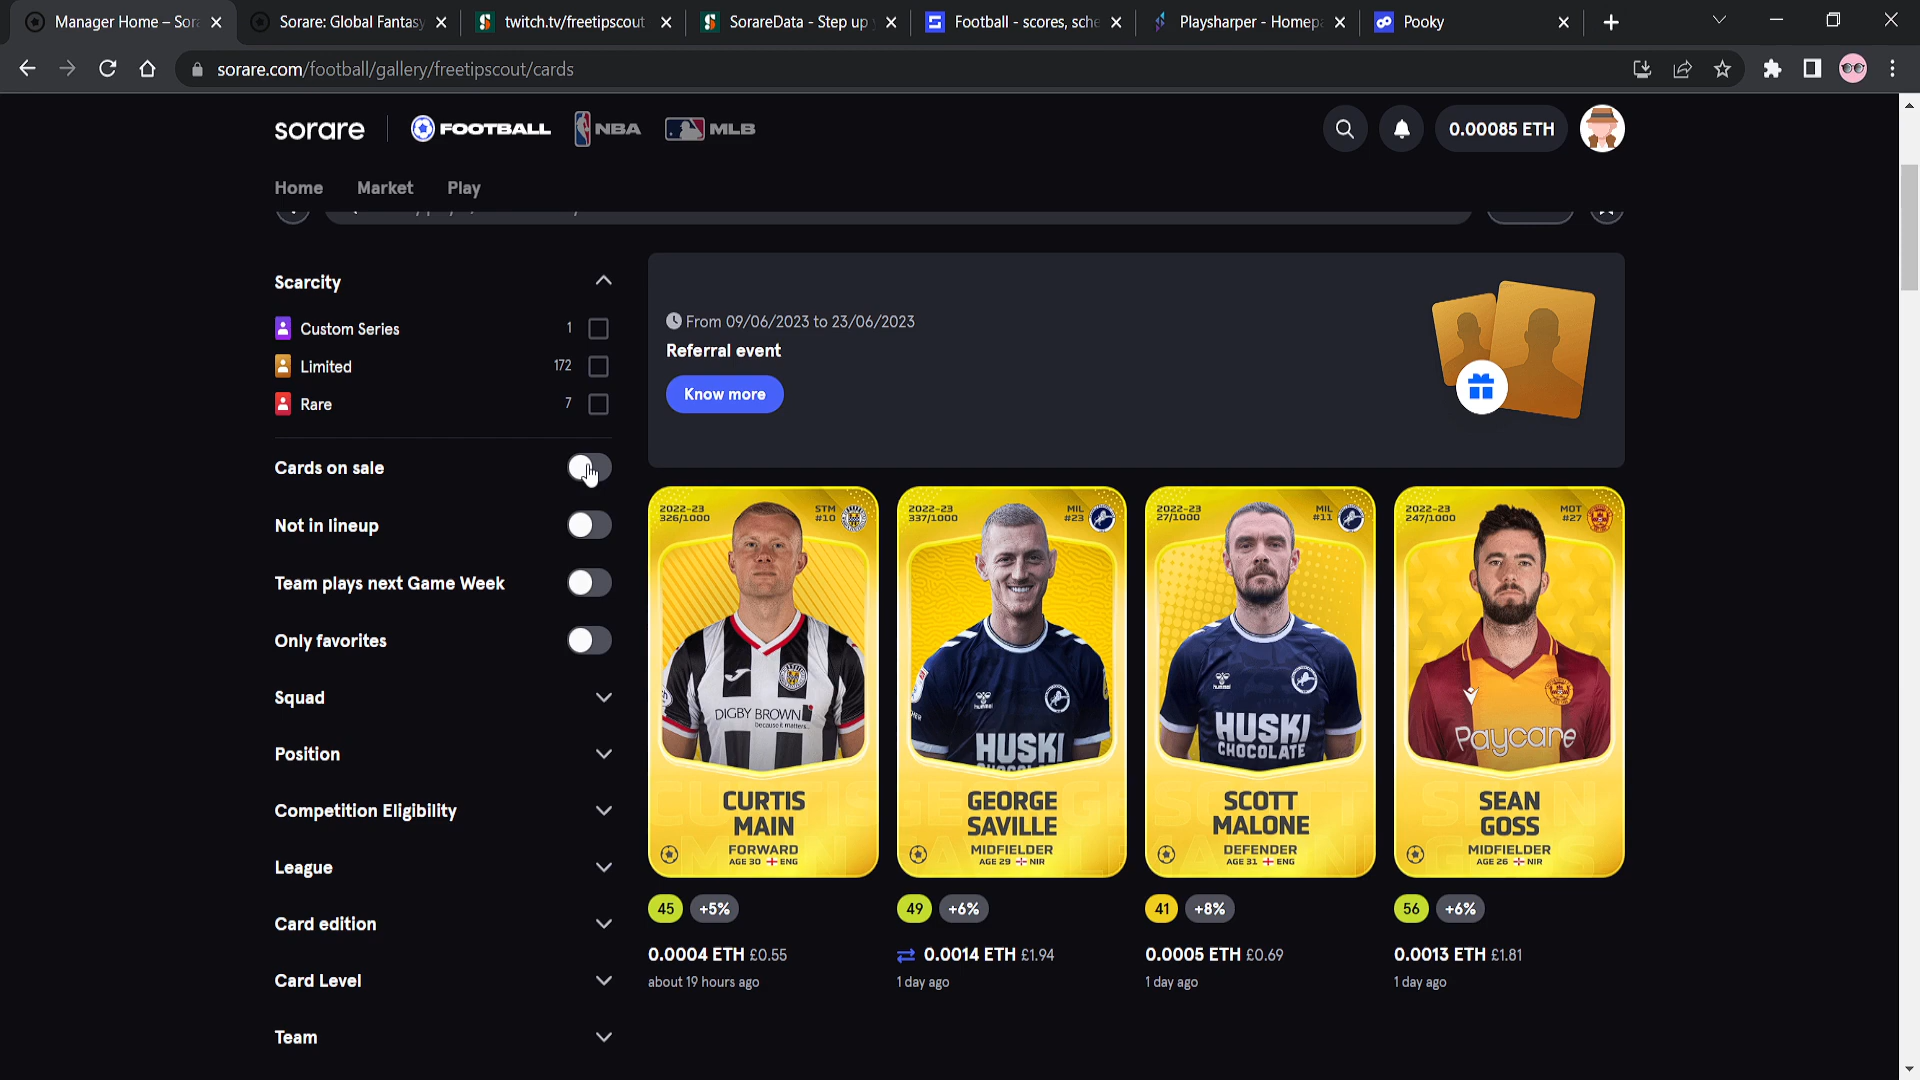 Manager Home – Sora
Sorare: Global Fantasy
twitch.tv/freetipscout
SorareData - Step up y
Football - scores, sche
Playsharper - Homepa
Pooky
sorare.com/football/gallery/freetipscout/cards
sorare
FOOTBALL
NBA
MLB
0.00085 ETH
Home
Market
Play
Scarcity
Custom Series 1
Limited 172
Rare 7
Cards on sale
Not in lineup
Team plays next Game Week
Only favorites
Squad
Position
Competition Eligibility
League
Card edition
Card Level
Team
From 09/06/2023 to 23/06/2023
Referral event
Know more
2022-23
326/1000
STM
#10
DIGBY BROWN
Because it matters...
CURTIS
MAIN
FORWARD
AGE 30 ENG
45 +5%
0.0004 ETH £0.55
about 19 hours ago
2022-23
337/1000
MIL
#23
hummel
HUSKI
CHOCOLATE
GEORGE
SAVILLE
MIDFIELDER
AGE 29 NIR
49 +6%
0.0014 ETH £1.94
1 day ago
2022-23
27/1000
MIL
#11
hummel
HUSKI
CHOCOLATE
SCOTT
MALONE
DEFENDER
AGE 31 ENG
41 +8%
0.0005 ETH £0.69
1 day ago
2022-23
247/1000
MOT
#27
Paycare
SEAN
GOSS
MIDFIELDER
AGE 26 NIR
56 +6%
0.0013 ETH £1.81
1 day ago